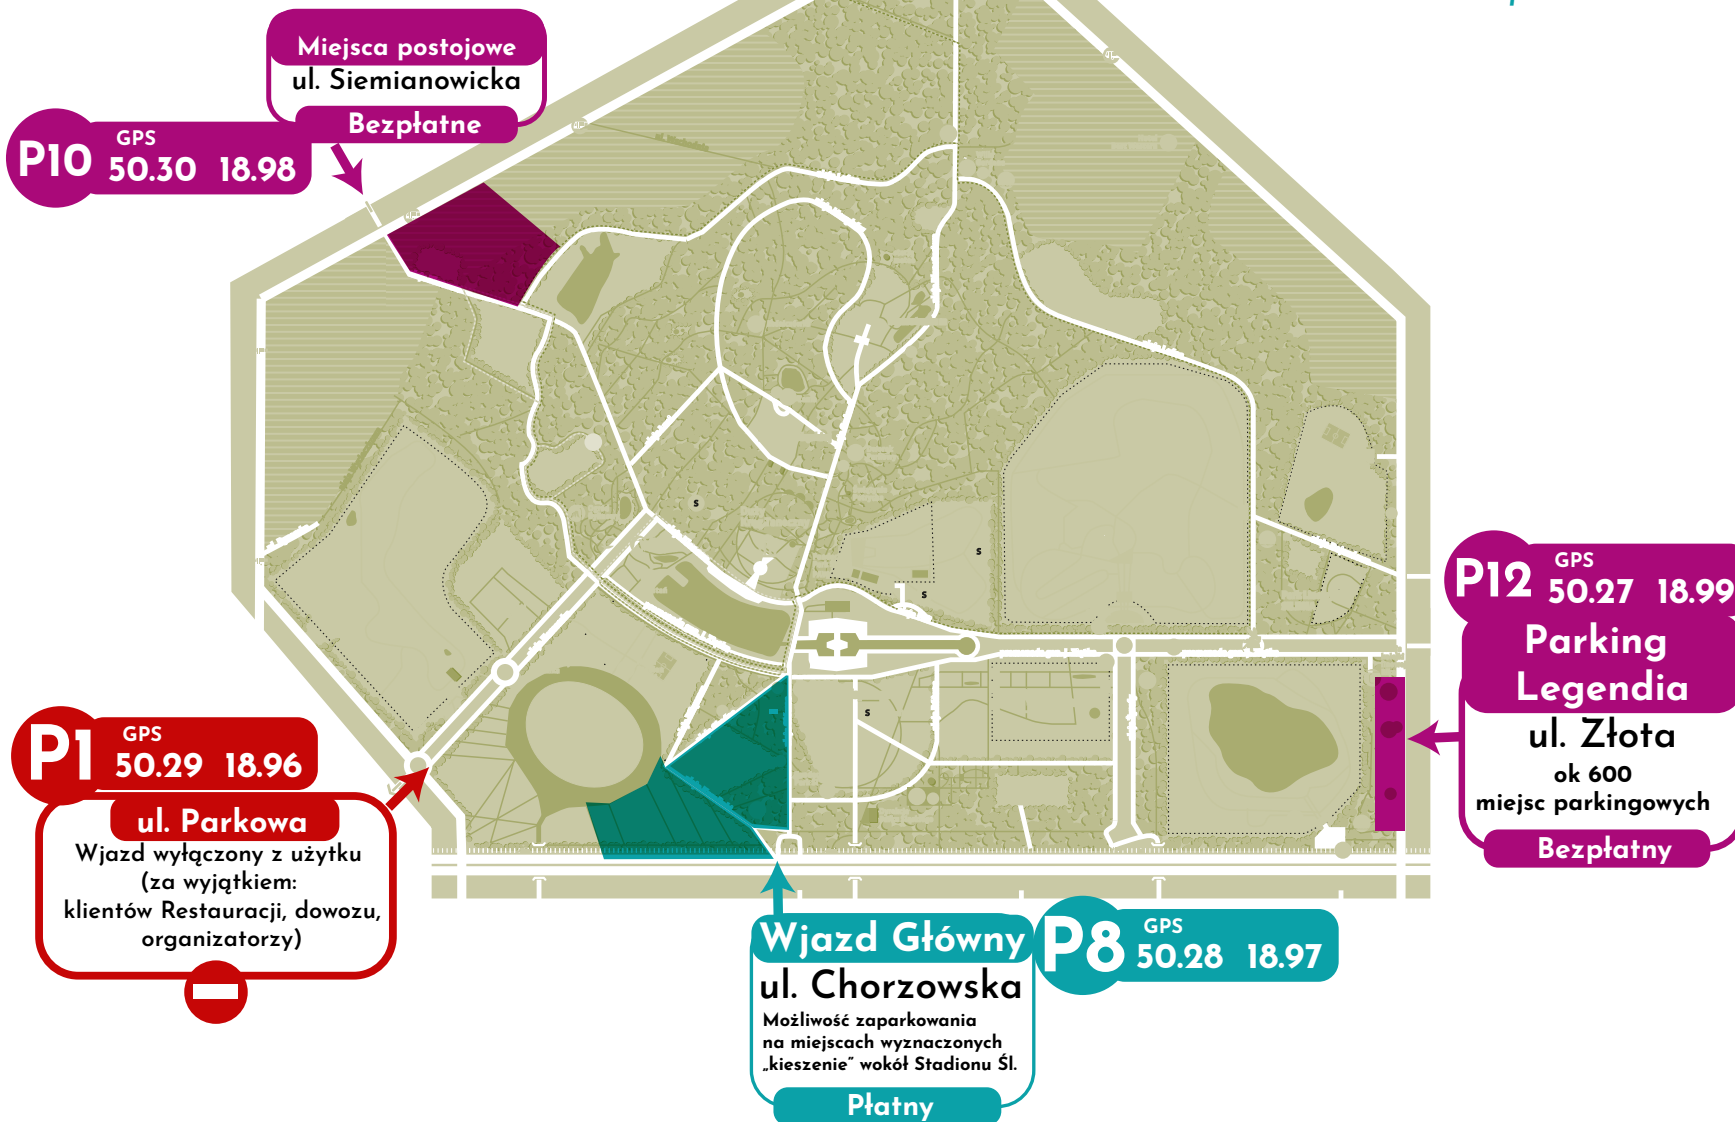 Miejsca postojowe
ul. Siemianowicka
Bezpłatne
P10
GPS
50.30 18.98
P12
GPS
50.27 18.99
Parking
Legendia
ul. Złota
ok 600
miejsc parkingowych
Bezpłatny
P1
GPS
50.29 18.96
ul. Parkowa
Wjazd wyłączony z użytku
(za wyjątkiem:
klientów Restauracji, dowozu,
organizatorzy)
Wjazd Główny
ul. Chorzowska
Możliwość zaparkowania
na miejscach wyznaczonych
„kieszenie” wokół Stadionu Śl.
Płatny
P8
GPS
50.28 18.97
s
s
s
s